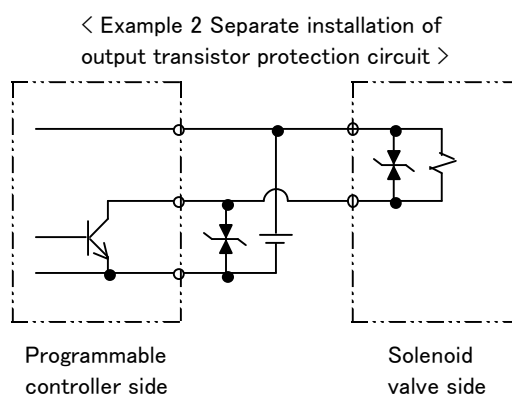 < Example 2 Separate installation of
output transistor protection circuit >
Programmable
controller side
Solenoid
valve side